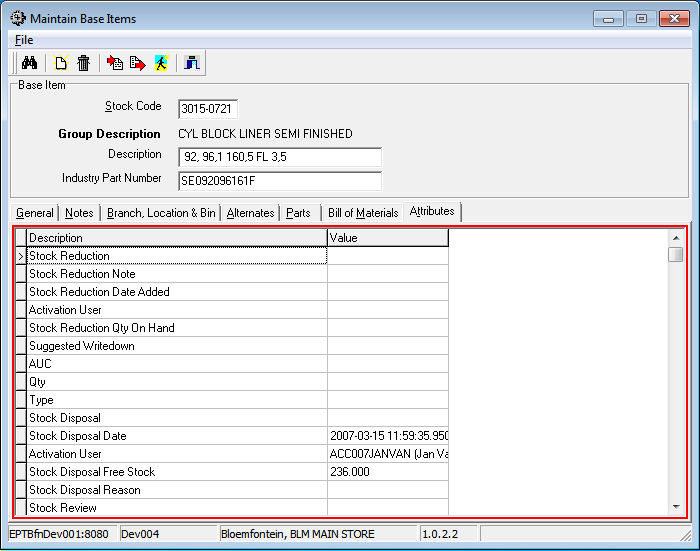 Maintain Base Items
File
Base Item
Stock Code 3015-0721
Group Description CYL BLOCK LINER SEMI FINISHED
Description 92, 96,1 160,5 FL 3,5
Industry Part Number SE092096161F
General Notes Branch, Location & Bin Alternates Parts Bill of Materials Attributes
Description Value
Stock Reduction
Stock Reduction Note
Stock Reduction Date Added
Activation User
Stock Reduction Qty On Hand
Suggested Writedown
AUC
Qty
Type
Stock Disposal
Stock Disposal Date 2007-03-15 11:59:35.950
Activation User ACC007JANVAN (Jan Va
Stock Disposal Free Stock 236.000
Stock Disposal Reason
Stock Review
EPTBfnDev001:8080 Dev004 Bloemfontein, BLM MAIN STORE 1.0.2.2